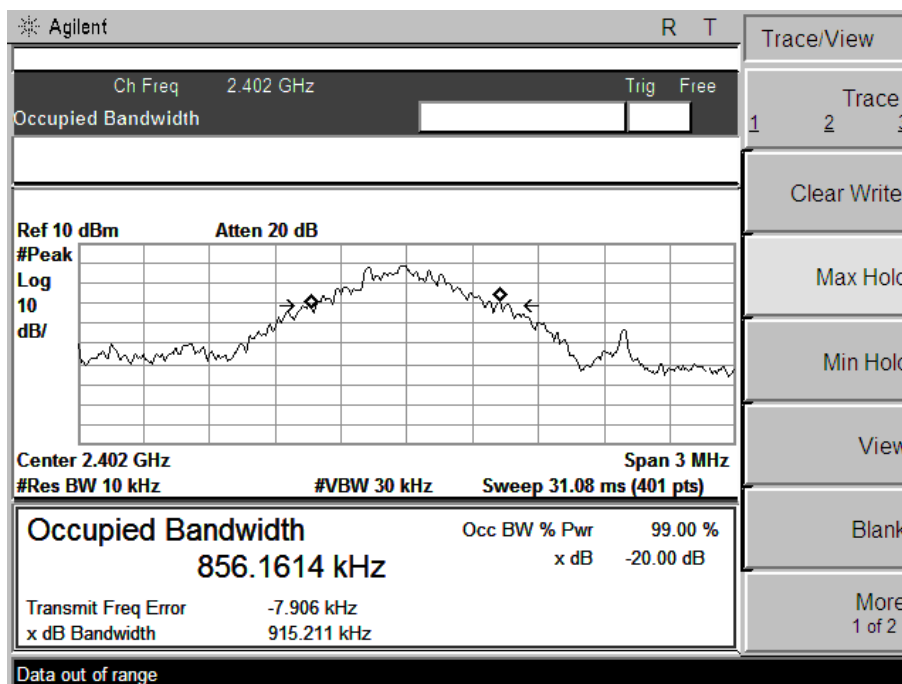 Agilent R T
Trace/View
Ch Freq 2.402 GHz Trig Free
Occupied Bandwidth
Trace
1 2
Clear Write
Max Hold
Min Hold
View
Blank
More
1 of 2
Ref 10 dBm Atten 20 dB
#Peak
Log
10
dB/
Center 2.402 GHz Span 3 MHz
#Res BW 10 kHz #VBW 30 kHz Sweep 31.08 ms (401 pts)
Occupied Bandwidth
856.1614 kHz
Occ BW % Pwr 99.00 %
x dB -20.00 dB
Transmit Freq Error -7.906 kHz
x dB Bandwidth 915.211 kHz
Data out of range